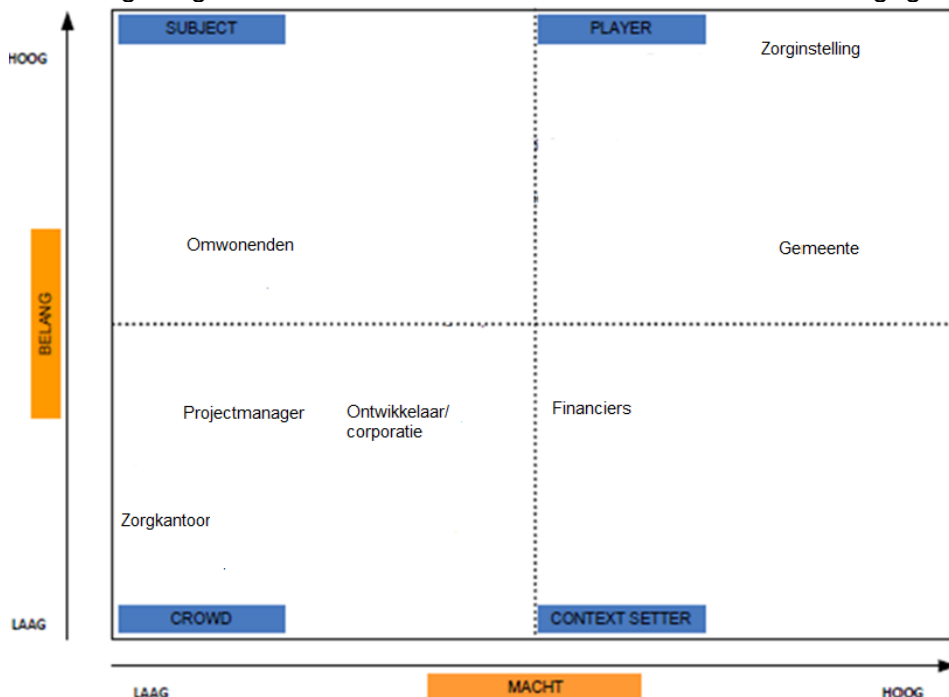 SUBJECT
PLAYER
HOOG
Zorginstelling
Omwonenden
Gemeente
BELANG
Projectmanager
Ontwikkelaar/
corporatie
Financiers
Zorgkantoor
LAAG
CROWD
CONTEXT SETTER
LAAG
MACHT
HOOG